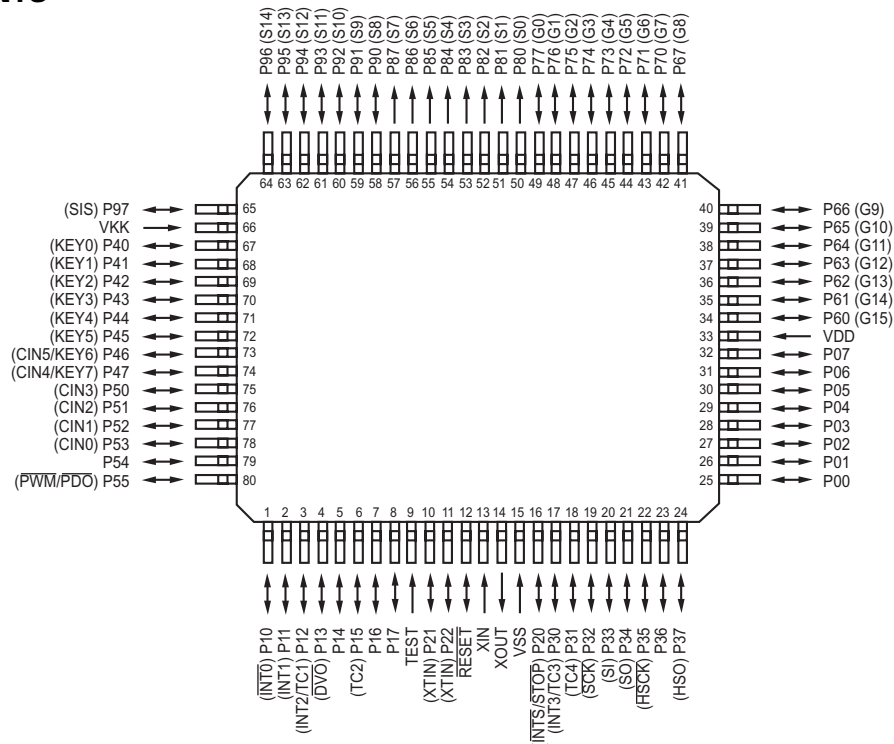 P96 (S14)
P95 (S13)
P94 (S12)
P93 (S11)
P92 (S10)
P91 (S9)
P90 (S8)
P87 (S7)
P86 (S6)
P85 (S5)
P84 (S4)
P83 (S3)
P82 (S2)
P81 (S1)
P80 (S0)
P77 (G0)
P76 (G1)
P75 (G2)
P74 (G3)
P73 (G4)
P72 (G5)
P71 (G6)
P70 (G7)
P67 (G8)
64 63 62 61 60 59 58 57 56 55 54 53 52 51 50 49 48 47 46 45 44 43 42 41
(SIS) P97 65
VKK 66
(KEY0) P40 67
(KEY1) P41 68
(KEY2) P42 69
(KEY3) P43 70
(KEY4) P44 71
(KEY5) P45 72
(CIN5/KEY6) P46 73
(CIN4/KEY7) P47 74
(CIN3) P50 75
(CIN2) P51 76
(CIN1) P52 77
(CIN0) P53 78
P54 79
(PWM/PDO) P55 80
40 P66 (G9)
39 P65 (G10)
38 P64 (G11)
37 P63 (G12)
36 P62 (G13)
35 P61 (G14)
34 P60 (G15)
33 VDD
32 P07
31 P06
30 P05
29 P04
28 P03
27 P02
26 P01
25 P00
1 2 3 4 5 6 7 8 9 10 11 12 13 14 15 16 17 18 19 20 21 22 23 24
(INT0) P10
(INT1) P11
(INT2/TC1) P12
(DVO) P13
P14
(TC2) P15
P16
P17
TEST
(XTIN) P21
(XTIN) P22
RESET
XIN
XOUT
VSS
INTS/STOP) P20
(INT3/TC3) P30
(TC4) P31
(SCK) P32
(SI) P33
(SO) P34
(HSCK) P35
P36
(HSO) P37